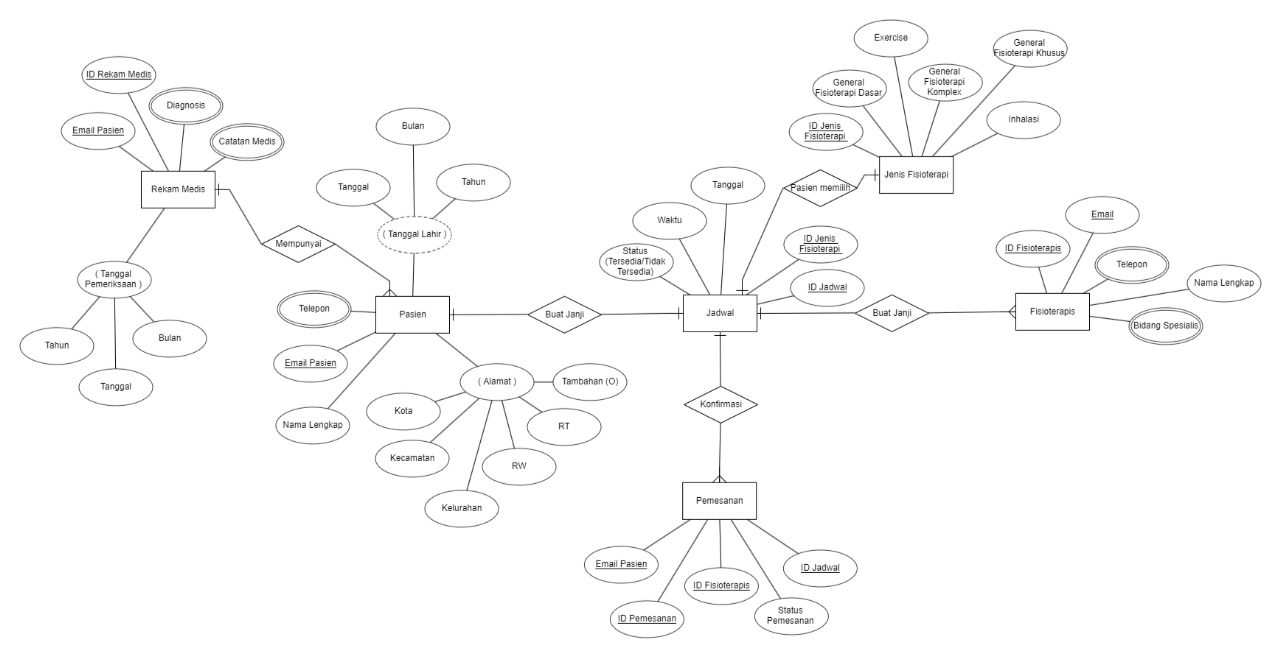 ID Rekam Medis
Diagnosis
Email Pasien
Catatan Medis
Rekam Medis
( Tanggal
Pemeriksaan )
Tahun
Tanggal
Bulan
Mempunyai
Bulan
Tanggal
Tahun
( Tanggal Lahir )
Telepon
Pasien
Email Pasien
Nama Lengkap
( Alamat )
Tambahan (O)
Kota
RT
Kecamatan
RW
Kelurahan
Buat Janji
Tanggal
Waktu
Status
(Tersedia/Tidak
Tersedia)
ID Jenis
Fisioterapi
ID Jadwal
Jadwal
Pasien memilih
Exercise
General
Fisioterapi Khusus
General
Fisioterapi Dasar
General
Fisioterapi
Komplex
ID Jenis
Fisioterapi
Inhalasi
Jenis Fisioterapi
Buat Janji
Email
ID Fisioterapis
Telepon
Nama Lengkap
Fisioterapis
Bidang Spesialis
Konfirmasi
Pemesanan
Email Pasien
ID Pemesanan
ID Fisioterapis
Status
Pemesanan
ID Jadwal